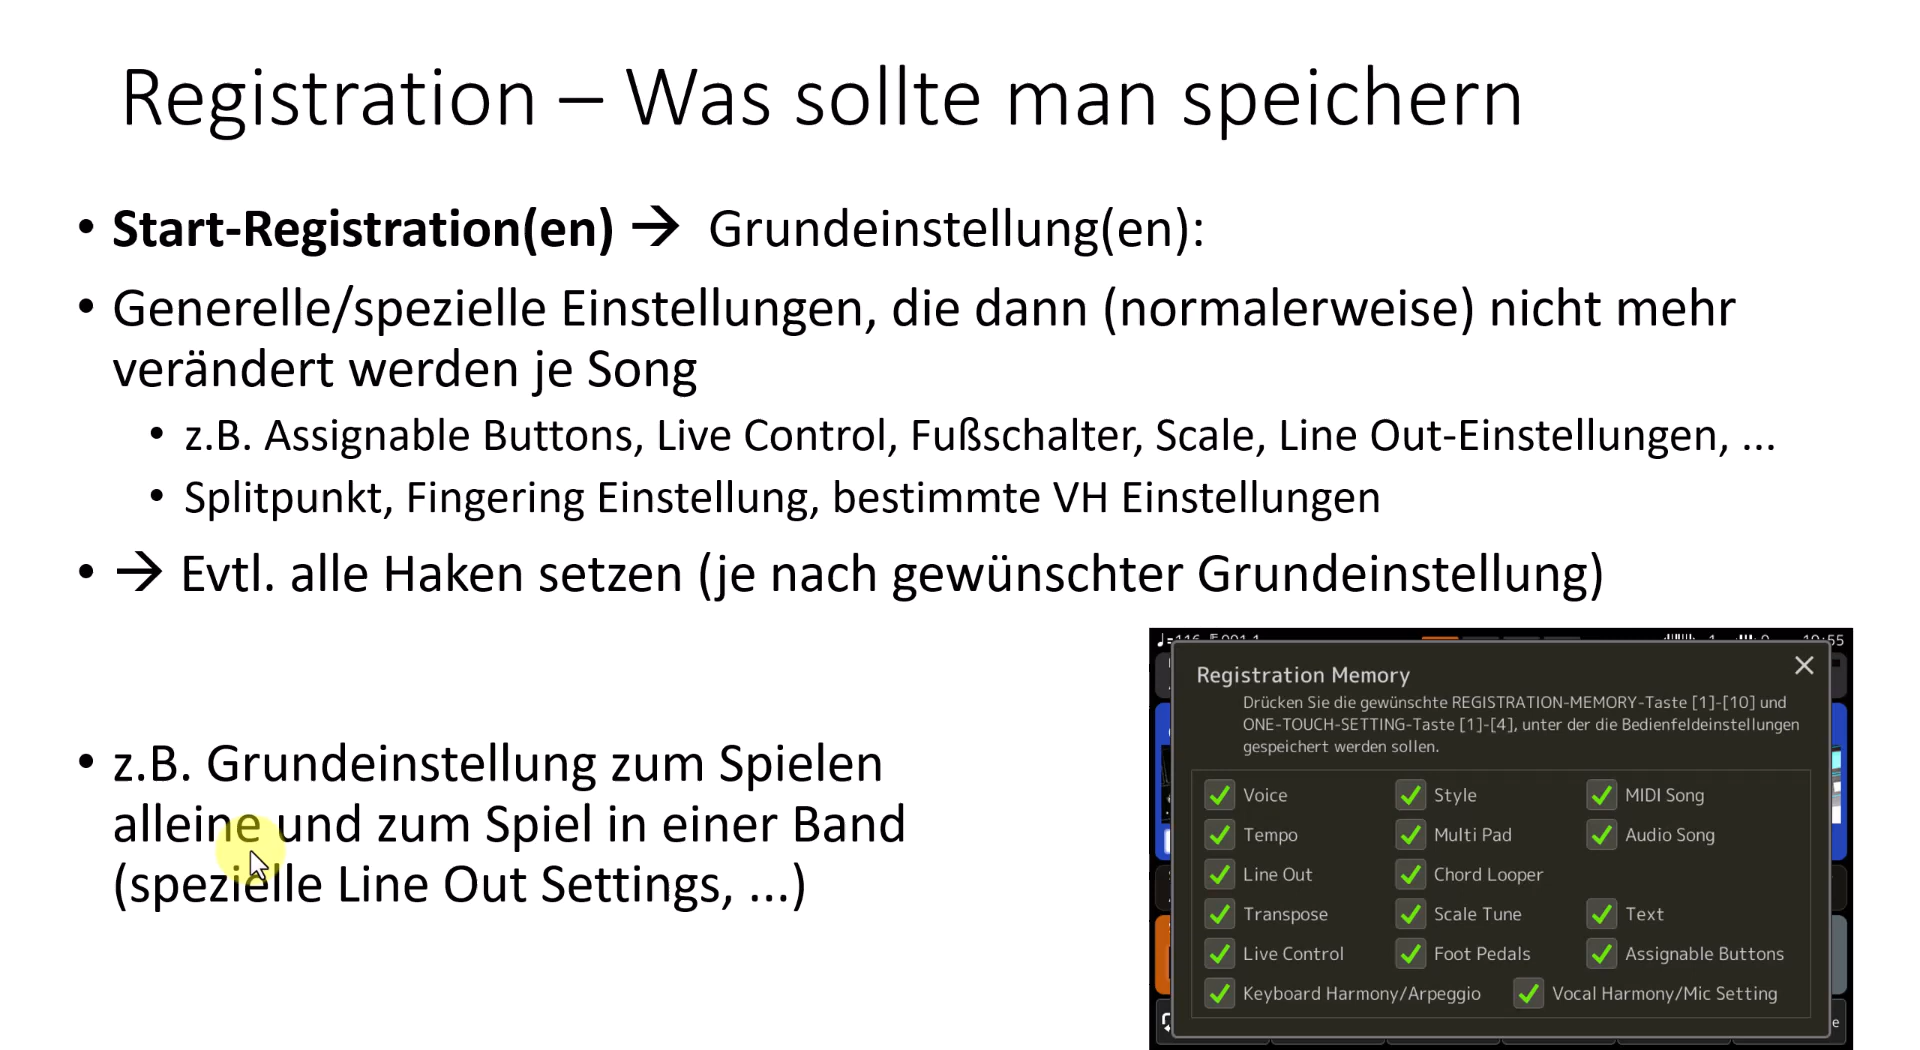 Registration – Was sollte man speichern
• Start-Registration(en) → Grundeinstellung(en):
• Generelle/spezielle Einstellungen, die dann (normalerweise) nicht mehr
verändert werden je Song
• z.B. Assignable Buttons, Live Control, Fußschalter, Scale, Line Out-Einstellungen, ...
• Splitpunkt, Fingering Einstellung, bestimmte VH Einstellungen
• → Evtl. alle Haken setzen (je nach gewünschter Grundeinstellung)
• z.B. Grundeinstellung zum Spielen
alleine und zum Spiel in einer Band
(spezielle Line Out Settings, ...)
Registration Memory
Drücken Sie die gewünschte REGISTRATION-MEMORY-Taste [1]-[10] und
ONE-TOUCH-SETTING-Taste [1]-[4], unter der die Bedienfeldeinstellungen
gespeichert werden sollen.
Voice Style MIDI Song
Tempo Multi Pad Audio Song
Line Out Chord Looper
Transpose Scale Tune Text
Live Control Foot Pedals Assignable Buttons
Keyboard Harmony/Arpeggio Vocal Harmony/Mic Setting